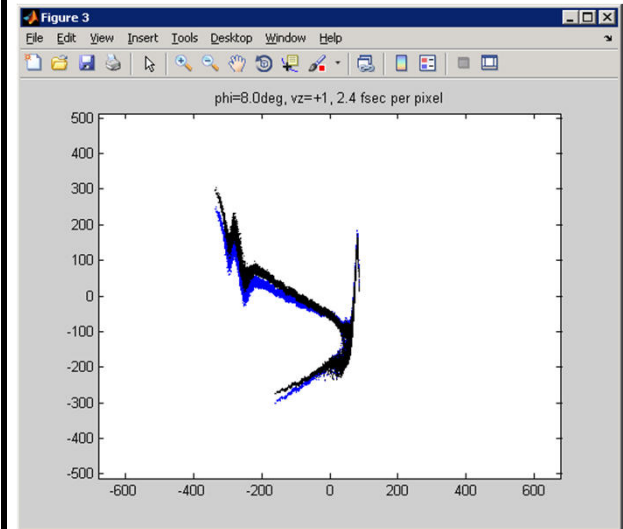 Figure 3
File Edit View Insert Tools Desktop Window Help
phi=8.0deg, vz=+1, 2.4 fsec per pixel
500
400
300
200
100
0
-100
-200
-300
-400
-500
-600 -400 -200 0 200 400 600